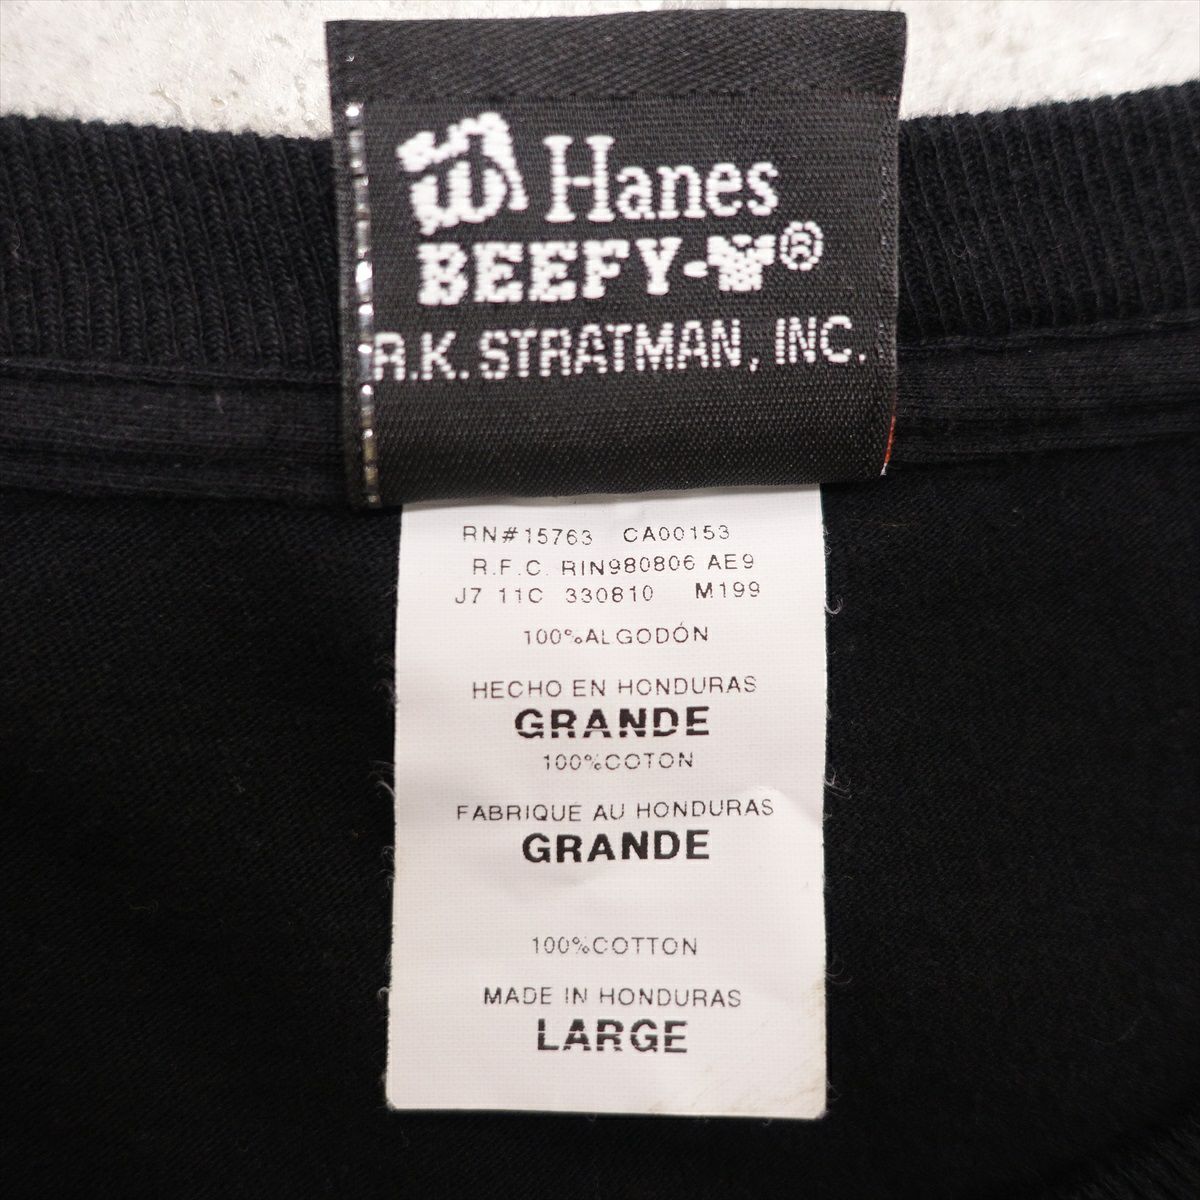 Hanes
BEEFY-T®
R.K. STRATMAN, INC.
RN#15763 CA00153
R.F.C. RIN980806 AE9
J7 11C 330810 M199
100%ALGODÓN
HECHO EN HONDURAS
GRANDE
100%COTON
FABRIQUE AU HONDURAS
GRANDE
100%COTTON
MADE IN HONDURAS
LARGE